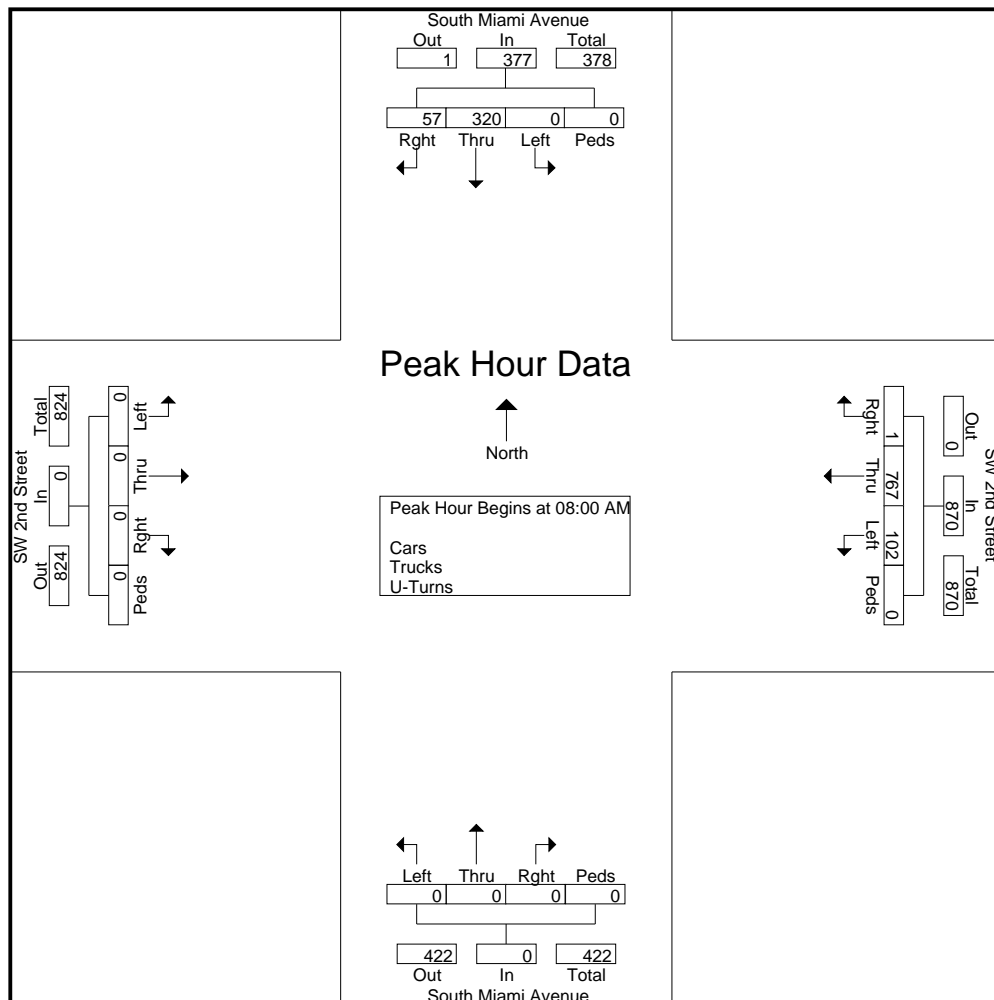 South Miami Avenue
Out In Total
1 377 378
57 320 0 0
Rght Thru Left Peds
Peak Hour Data
North
Peak Hour Begins at 08:00 AM
Cars
Trucks
U-Turns
SW 2nd Street
Out In Total
824 0 824
0 0 0 0
Left Thru Rght Peds
SW 2nd Street
Out In Total
0 870 870
1 767 102 0
Rght Thru Left Peds
Left Thru Rght Peds
0 0 0 0
422 0 422
Out In Total
South Miami Avenue